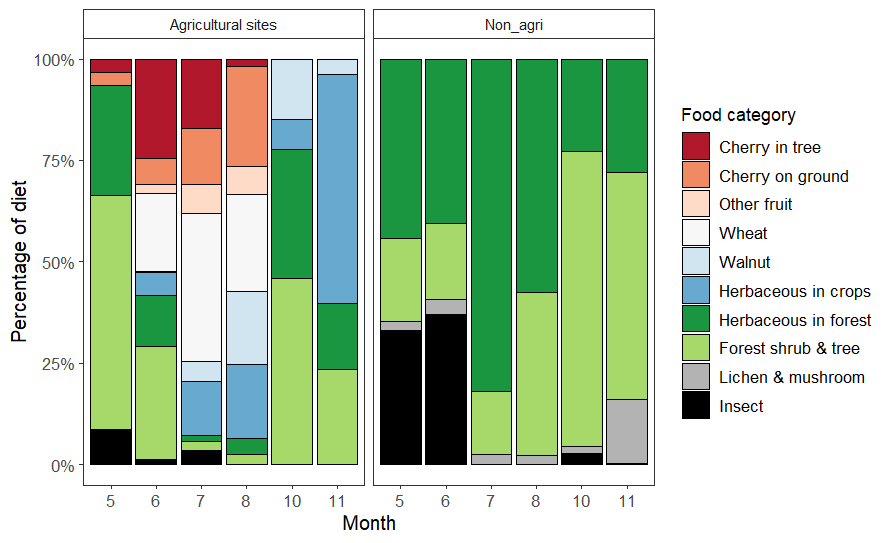 Agricultural sites
Non_agri
100%
75%
50%
25%
0%
Percentage of diet
5 6 7 8 10 11
5 6 7 8 10 11
Month
Food category
Cherry in tree
Cherry on ground
Other fruit
Wheat
Walnut
Herbaceous in crops
Herbaceous in forest
Forest shrub & tree
Lichen & mushroom
Insect